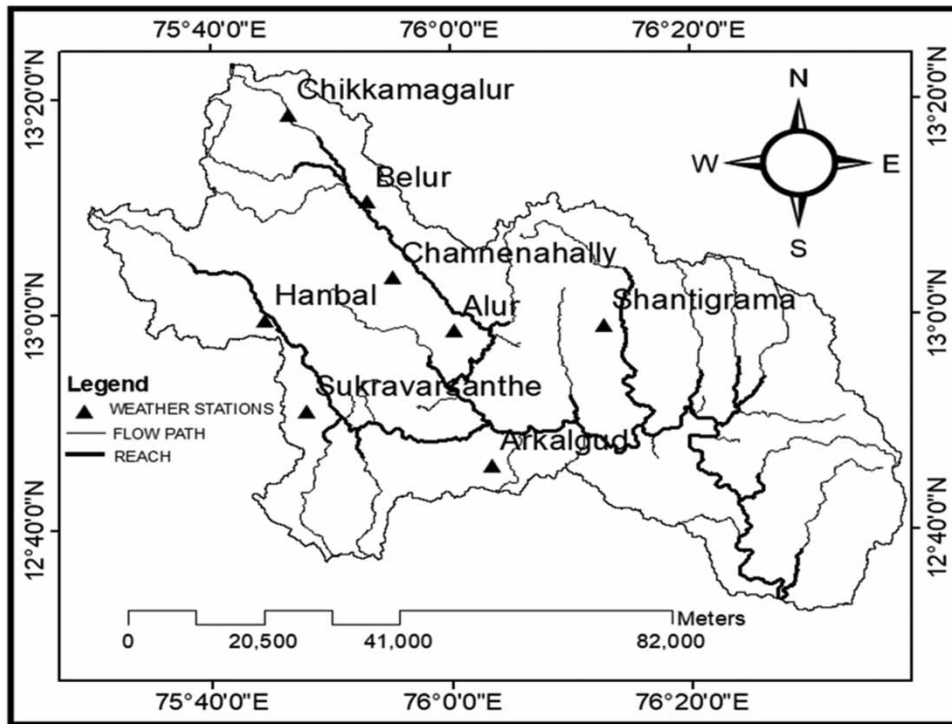 75°40'0"E 76°0'0"E 76°20'0"E
13°20'0"N
13°20'0"N
Chikkamagalur
N
W E
S
Belur
Channenahally
Hanbal
Alur
Shantigrama
13°0'0"N
13°0'0"N
Legend
WEATHER STATIONS
FLOW PATH
REACH
Sukravarsanthe
Arkalgud
12°40'0"N
12°40'0"N
Meters
0 20,500 41,000 82,000
75°40'0"E 76°0'0"E 76°20'0"E